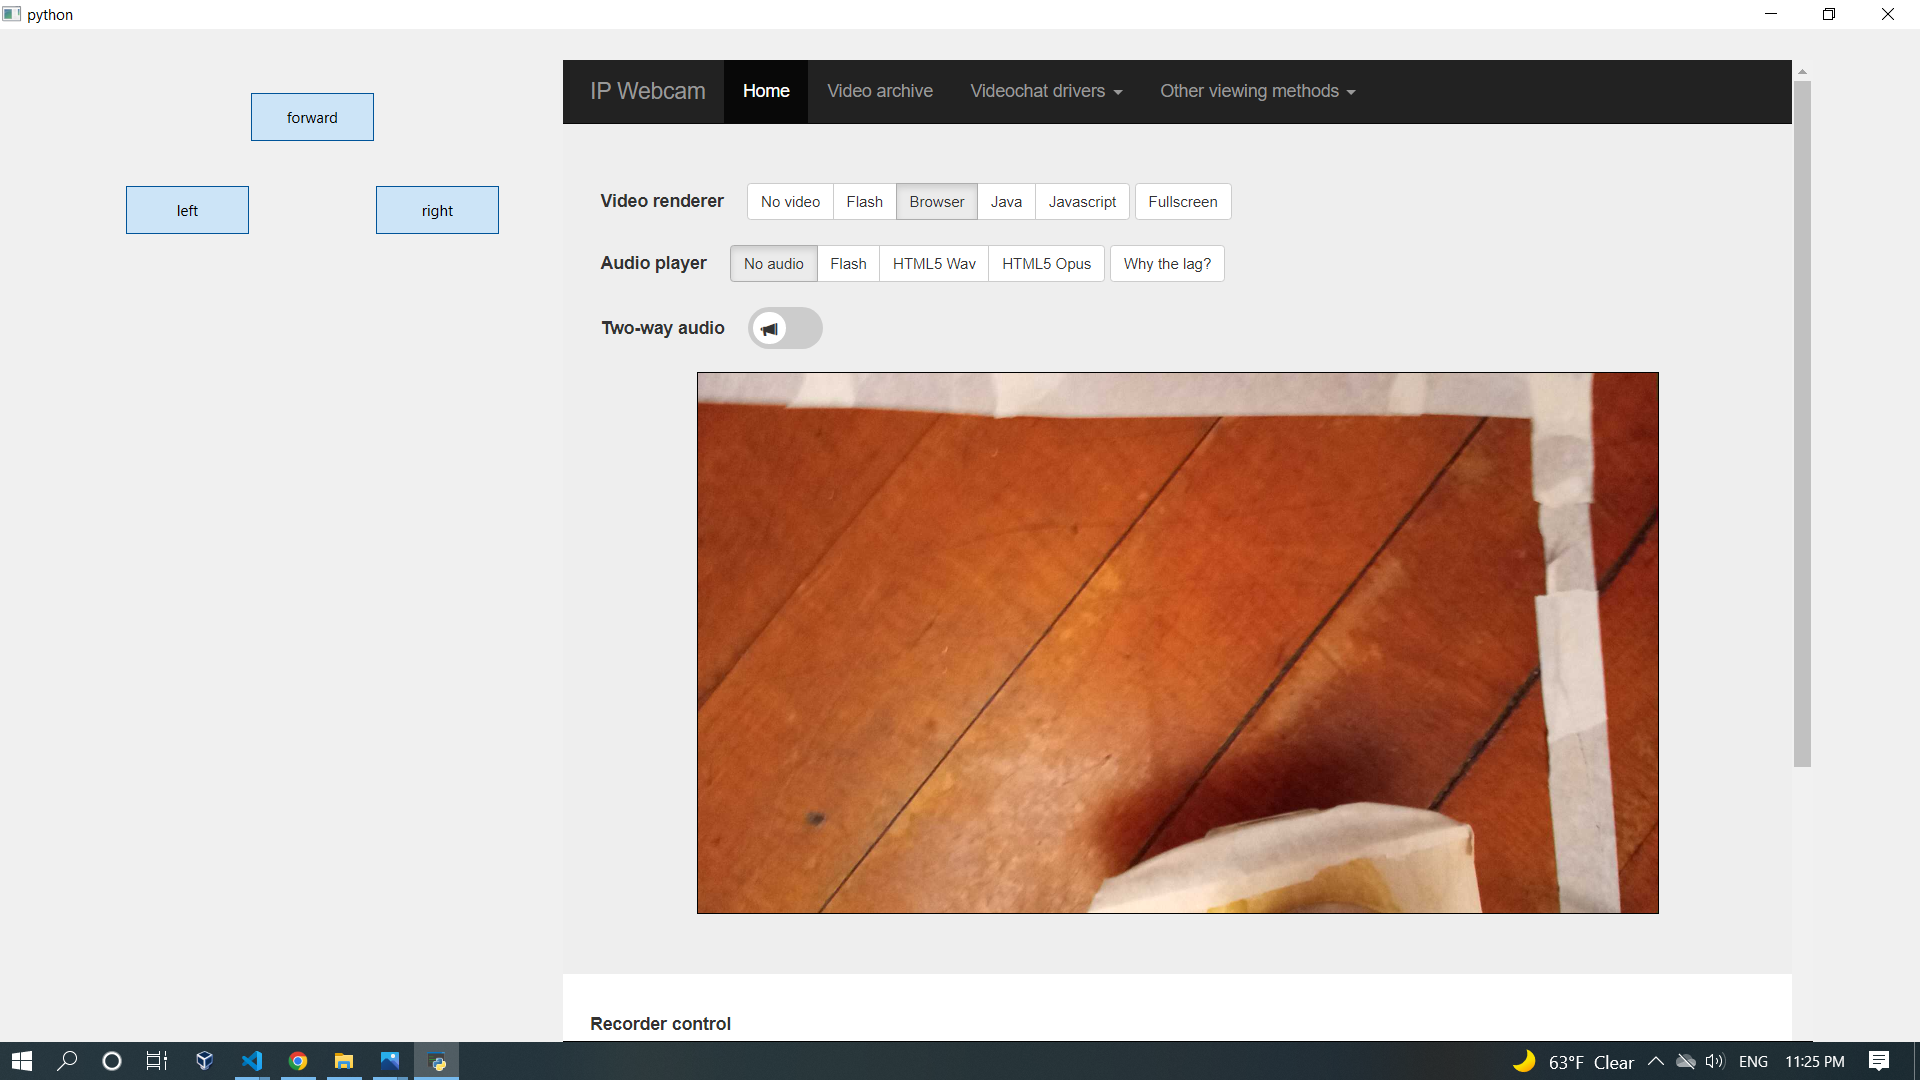 python
forward
left
right
IP Webcam Home Video archive Videochat drivers Other viewing methods
Video renderer No video Flash Browser Java Javascript Fullscreen
Audio player No audio Flash HTML5 Wav HTML5 Opus Why the lag?
Two-way audio
Recorder control
63°F Clear ENG 11:25 PM